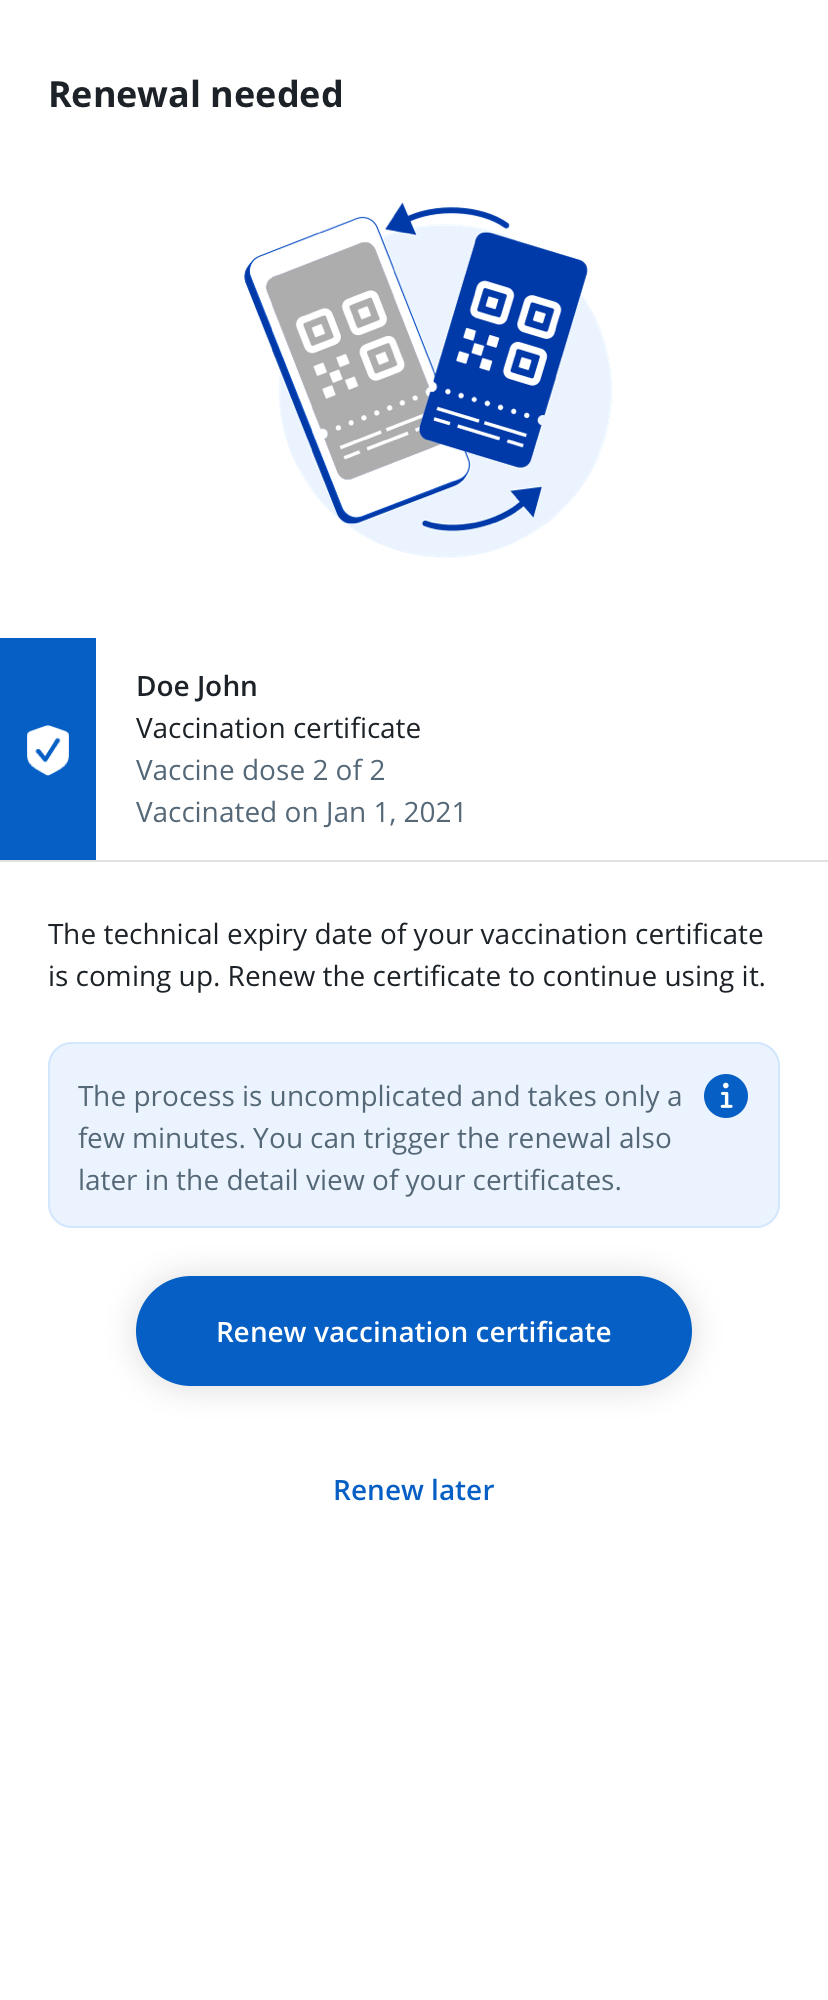 Renewal needed
Doe John
Vaccination certificate
Vaccine dose 2 of 2
Vaccinated on Jan 1, 2021
The technical expiry date of your vaccination certificate
is coming up. Renew the certificate to continue using it.
The process is uncomplicated and takes only a
few minutes. You can trigger the renewal also
later in the detail view of your certificates.
Renew vaccination certificate
Renew later